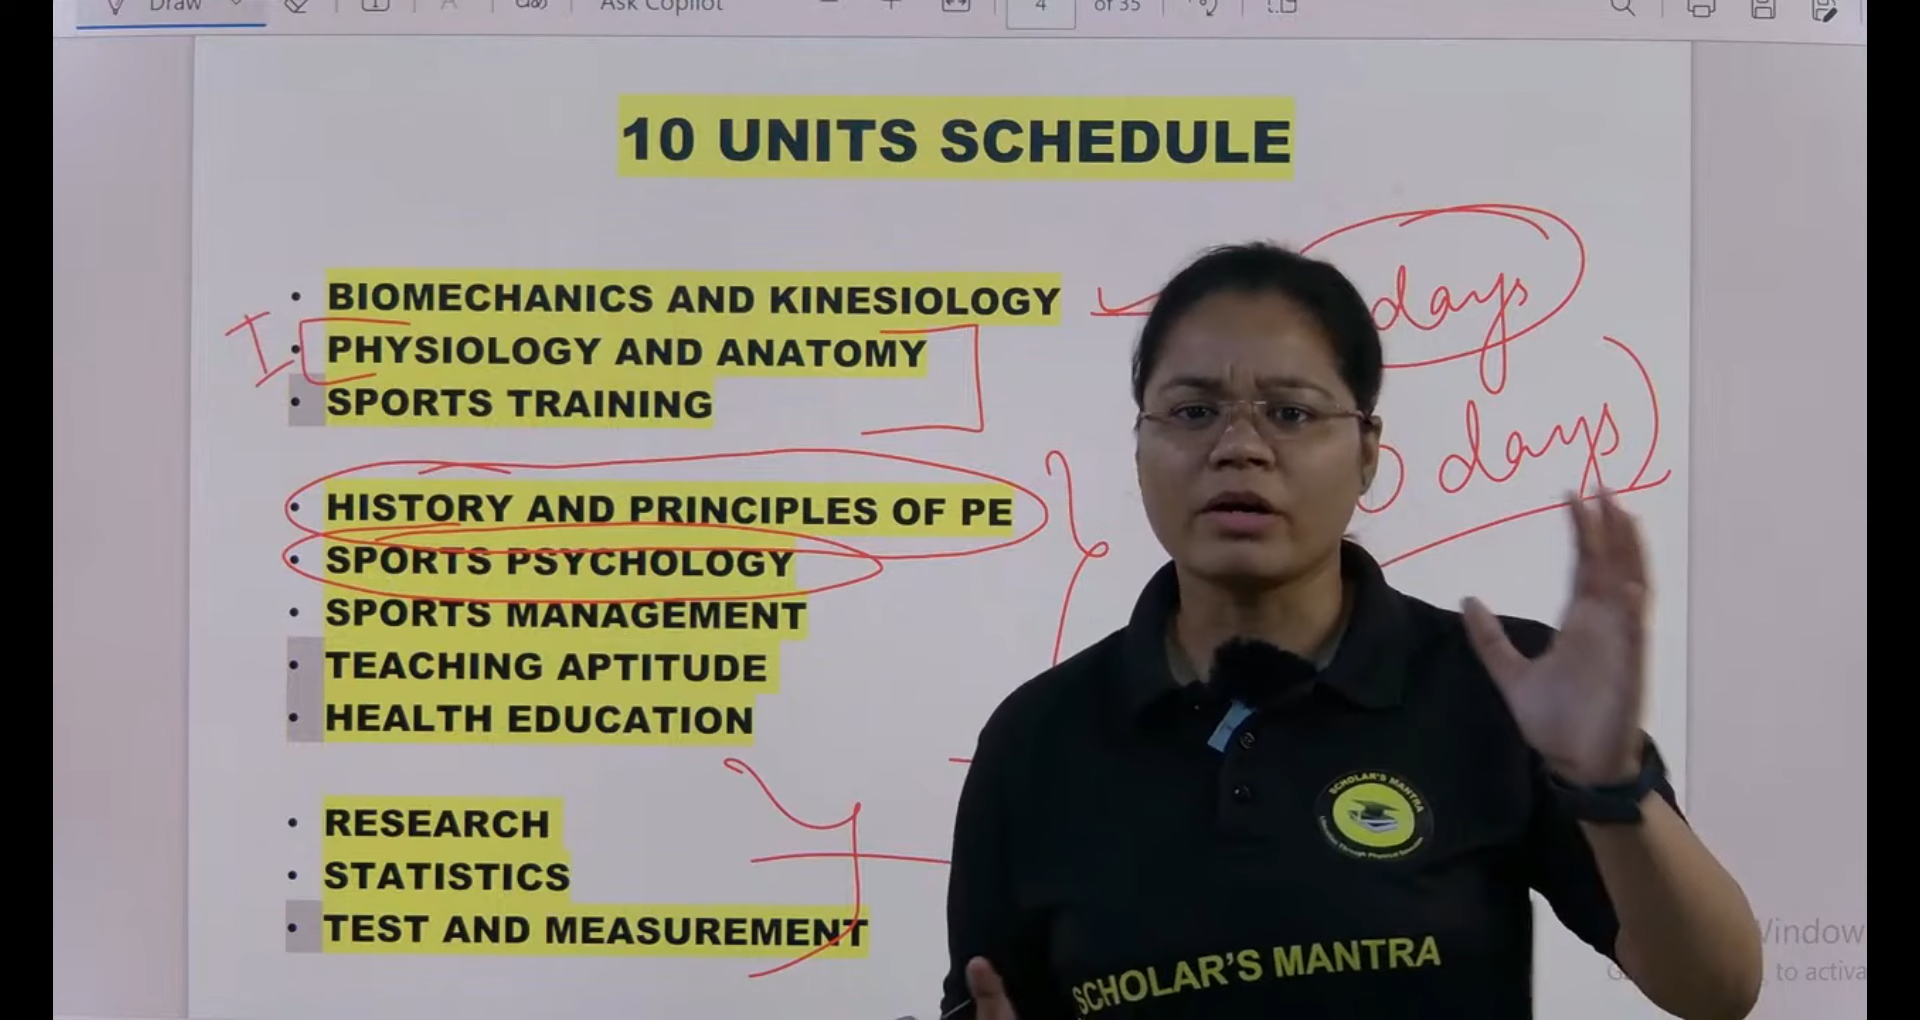 Draw
Ask Copilot
4 of 35
10 UNITS SCHEDULE
• BIOMECHANICS AND KINESIOLOGY
• PHYSIOLOGY AND ANATOMY
• SPORTS TRAINING
days
days
• HISTORY AND PRINCIPLES OF PE
• SPORTS PSYCHOLOGY
• SPORTS MANAGEMENT
• TEACHING APTITUDE
• HEALTH EDUCATION
• RESEARCH
• STATISTICS
• TEST AND MEASUREMENT
SCHOLAR'S MANTRA
SCHOLAR'S MANTRA
to activa